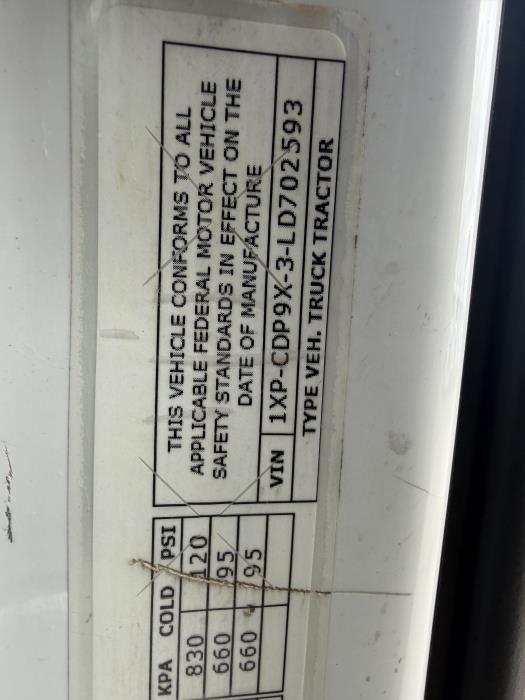 KPA COLD PSI
830 120
660 95
660 95
THIS VEHICLE CONFORMS TO ALL
APPLICABLE FEDERAL MOTOR VEHICLE
SAFETY STANDARDS IN EFFECT ON THE
DATE OF MANUFACTURE
VIN 1XP-CDP9X-3-LD702593
TYPE VEH. TRUCK TRACTOR